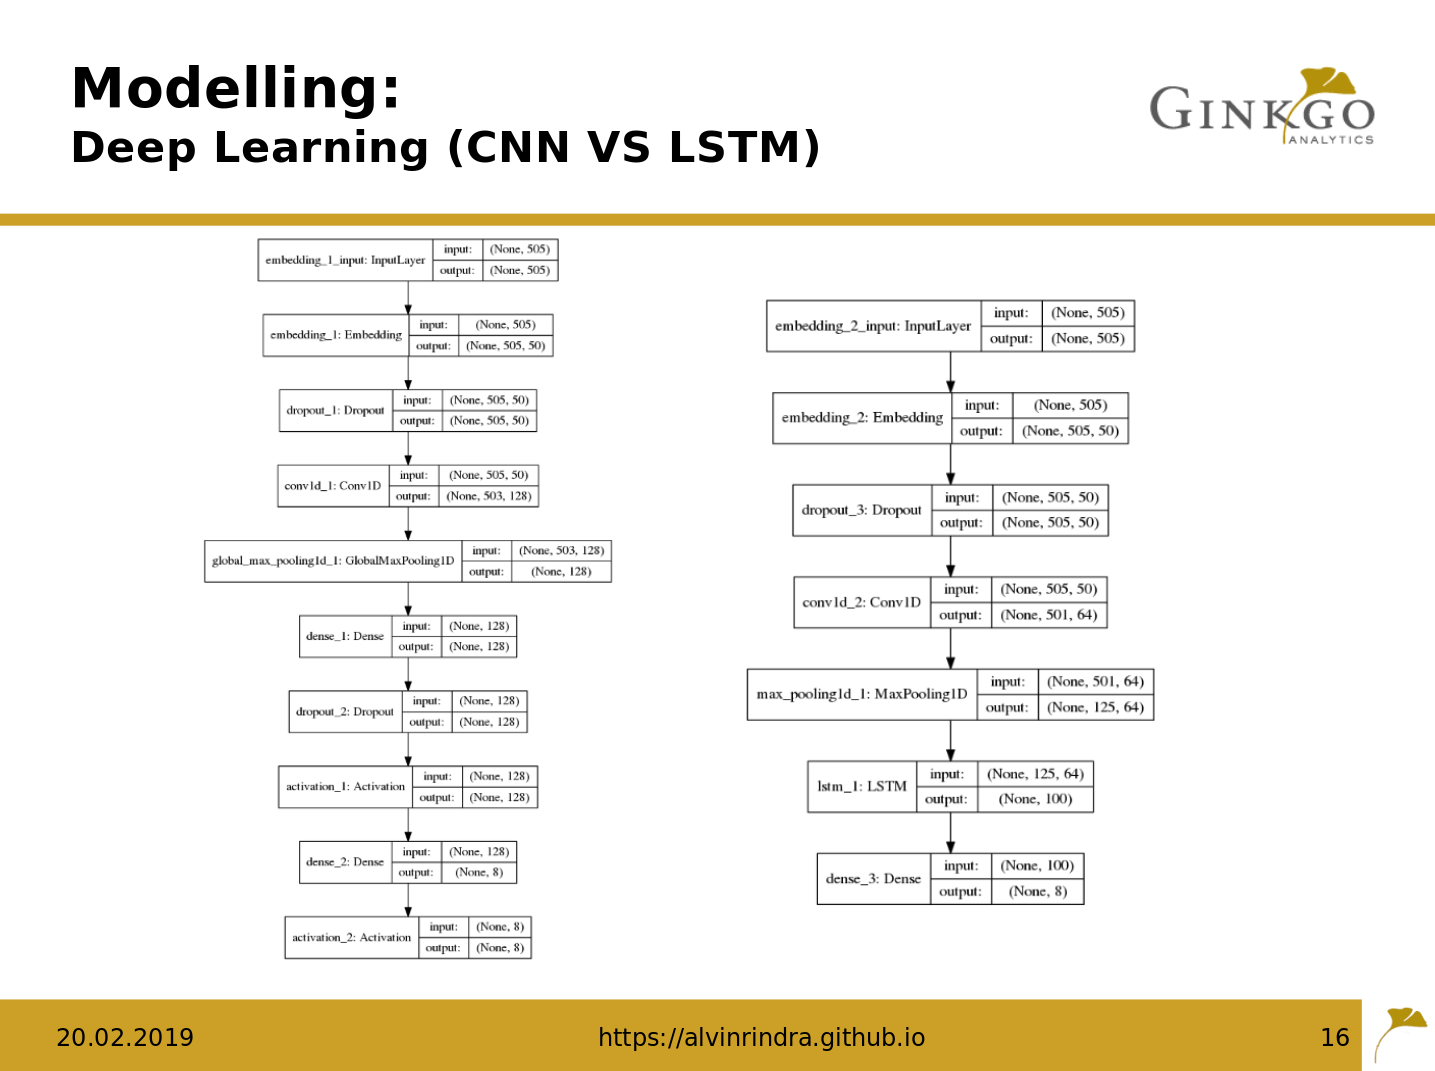 Modelling:
Deep Learning (CNN VS LSTM)
GINKGO
ANALYTICS
embedding_1_input: InputLayer
input: (None, 505)
output: (None, 505)
embedding_1: Embedding
input: (None, 505)
output: (None, 505, 50)
dropout_1: Dropout
input: (None, 505, 50)
output: (None, 505, 50)
conv1d_1: Conv1D
input: (None, 505, 50)
output: (None, 503, 128)
global_max_pooling1d_1: GlobalMaxPooling1D
input: (None, 503, 128)
output: (None, 128)
dense_1: Dense
input: (None, 128)
output: (None, 128)
dropout_2: Dropout
input: (None, 128)
output: (None, 128)
activation_1: Activation
input: (None, 128)
output: (None, 128)
dense_2: Dense
input: (None, 128)
output: (None, 8)
activation_2: Activation
input: (None, 8)
output: (None, 8)
embedding_2_input: InputLayer
input: (None, 505)
output: (None, 505)
embedding_2: Embedding
input: (None, 505)
output: (None, 505, 50)
dropout_3: Dropout
input: (None, 505, 50)
output: (None, 505, 50)
conv1d_2: Conv1D
input: (None, 505, 50)
output: (None, 501, 64)
max_pooling1d_1: MaxPooling1D
input: (None, 501, 64)
output: (None, 125, 64)
lstm_1: LSTM
input: (None, 125, 64)
output: (None, 100)
dense_3: Dense
input: (None, 100)
output: (None, 8)
20.02.2019
https://alvinrindra.github.io
16